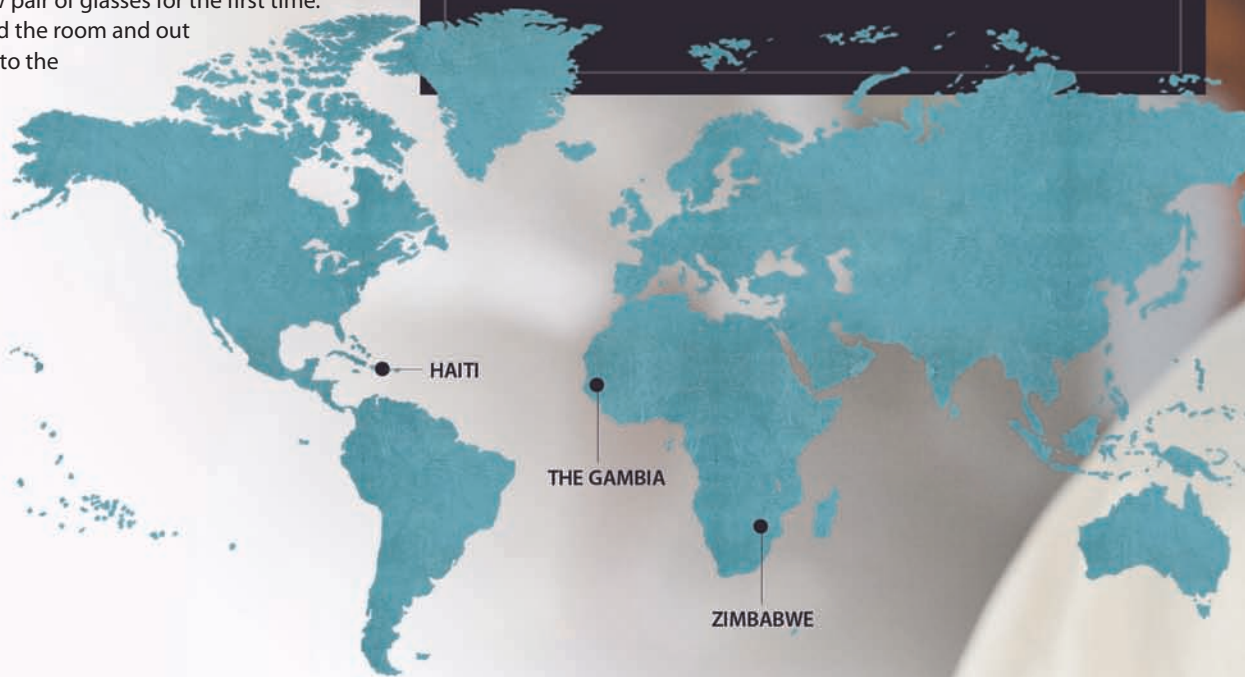 pair of glasses for the first time.
the room and out
to the
HAITI
THE GAMBIA
ZIMBABWE